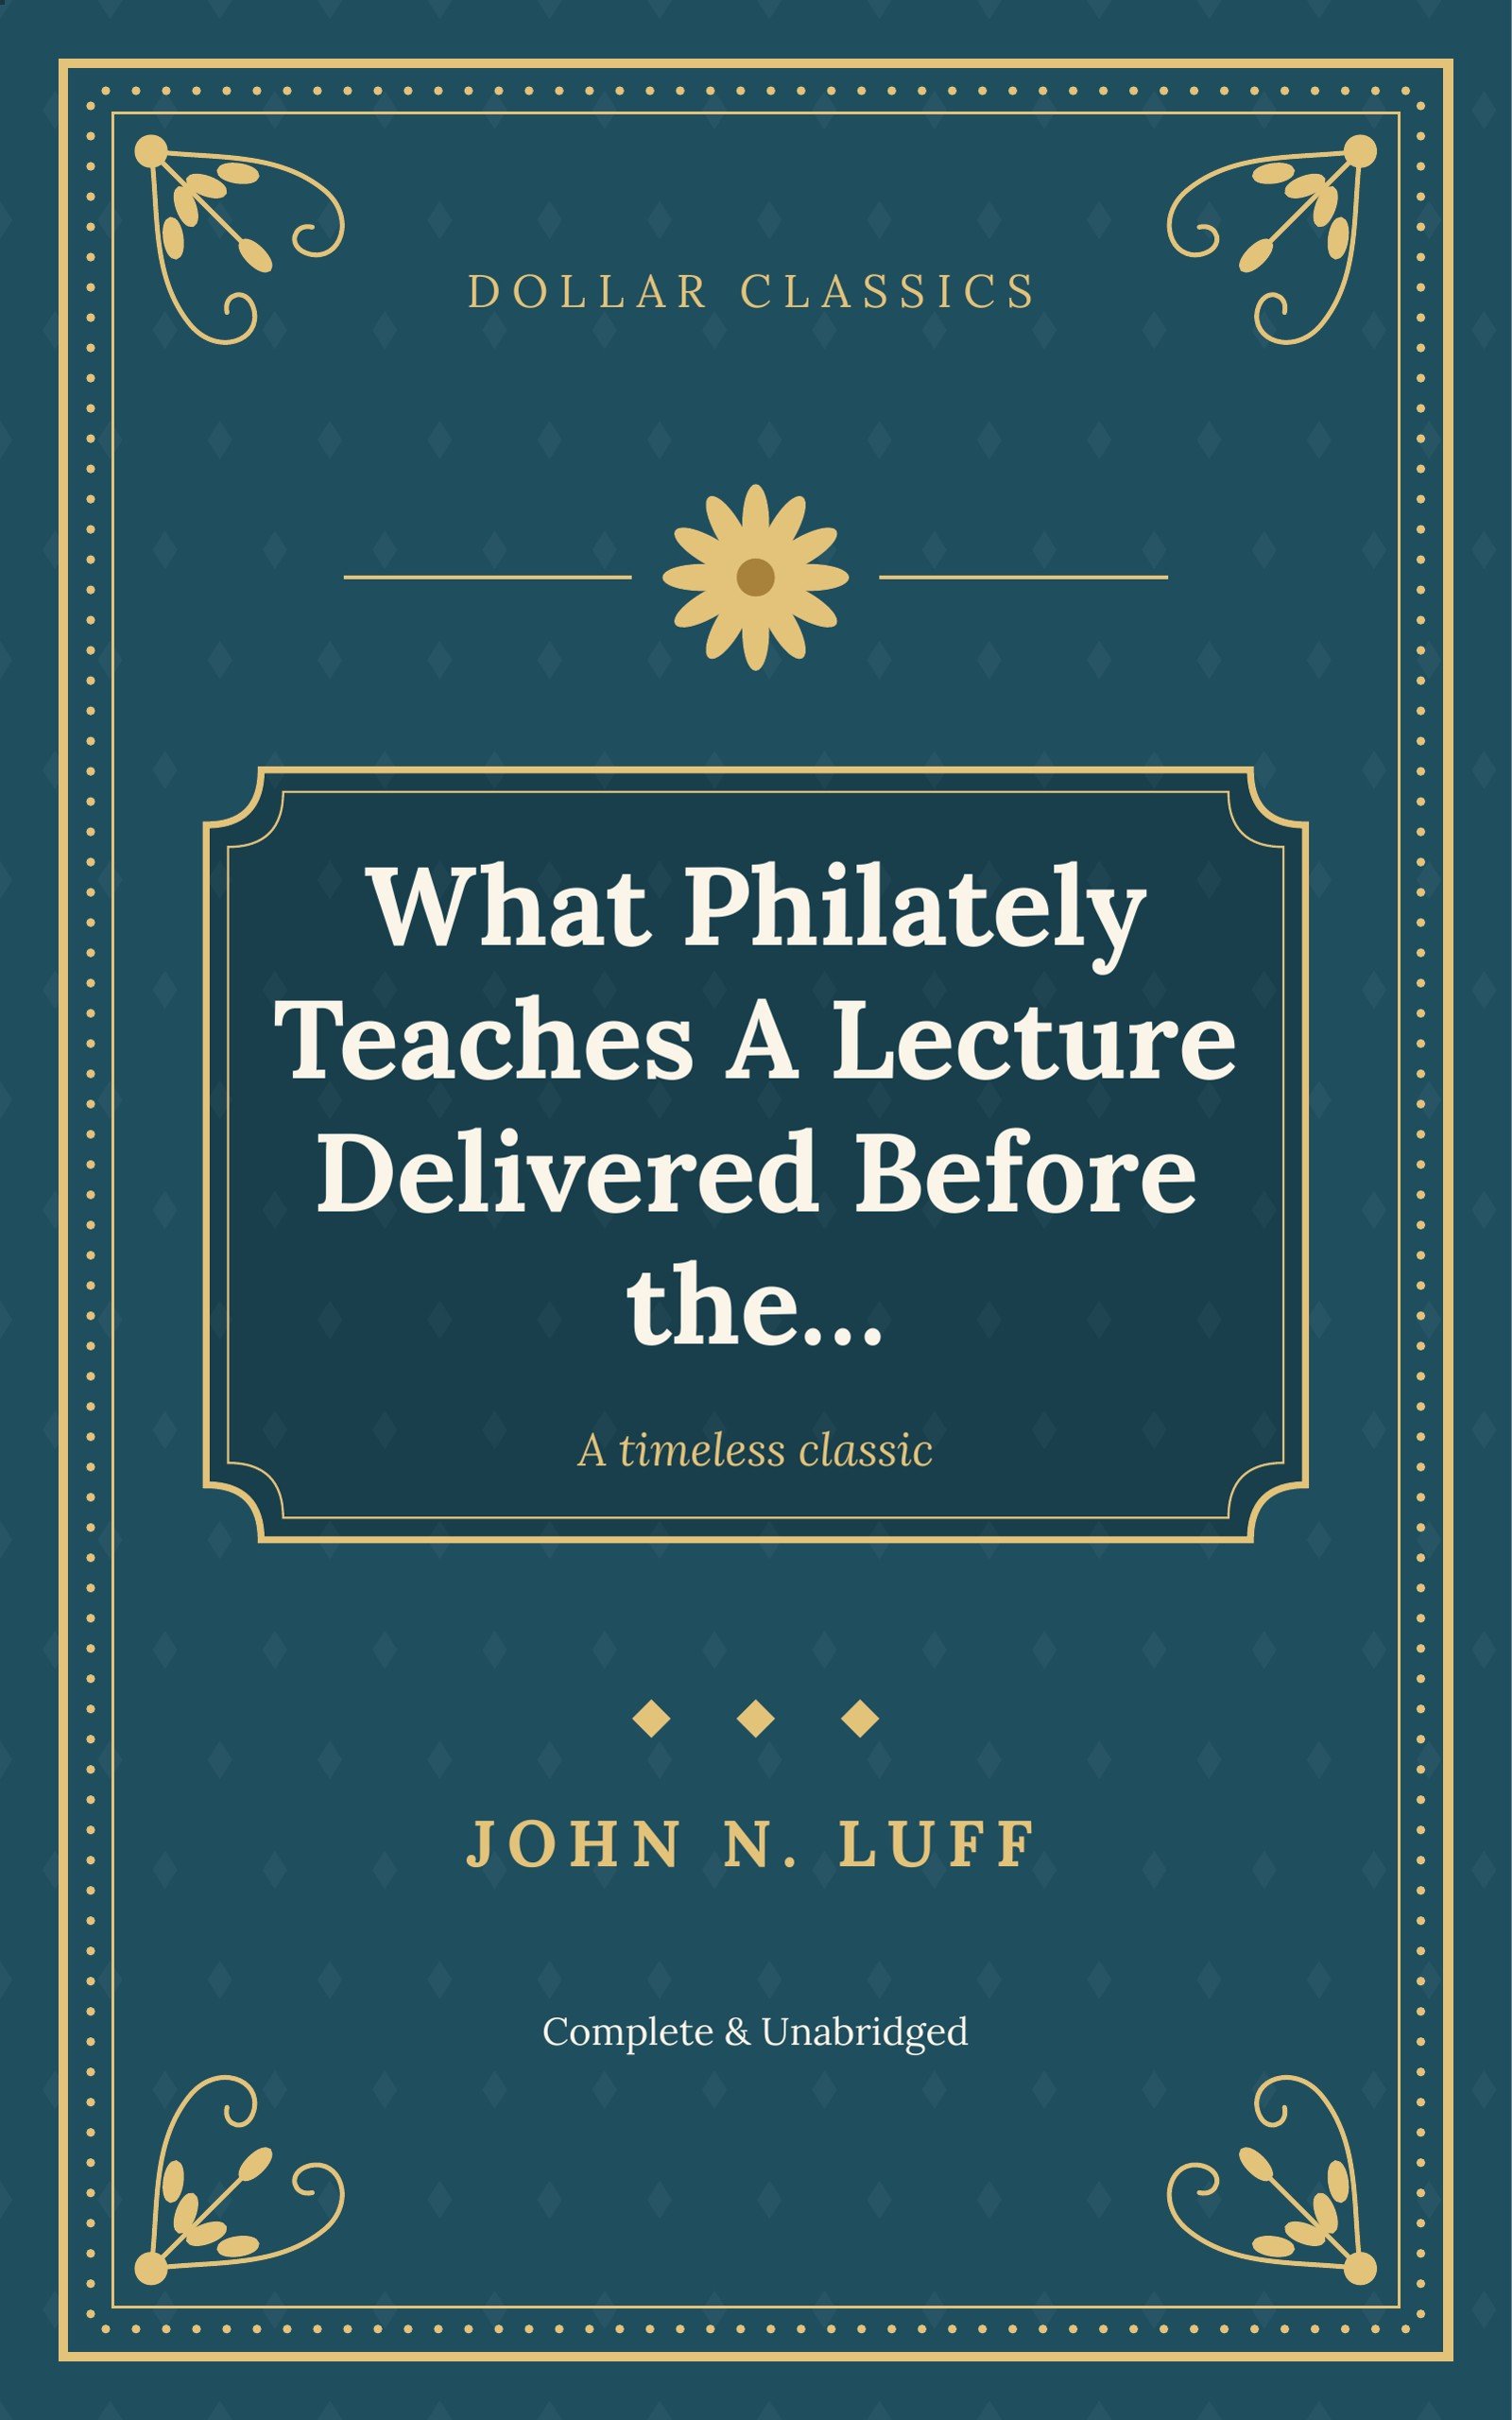 DOLLAR CLASSICS
What Philately
Teaches A Lecture
Delivered Before
the...
A timeless classic
JOHN N. LUFF
Complete & Unabridged